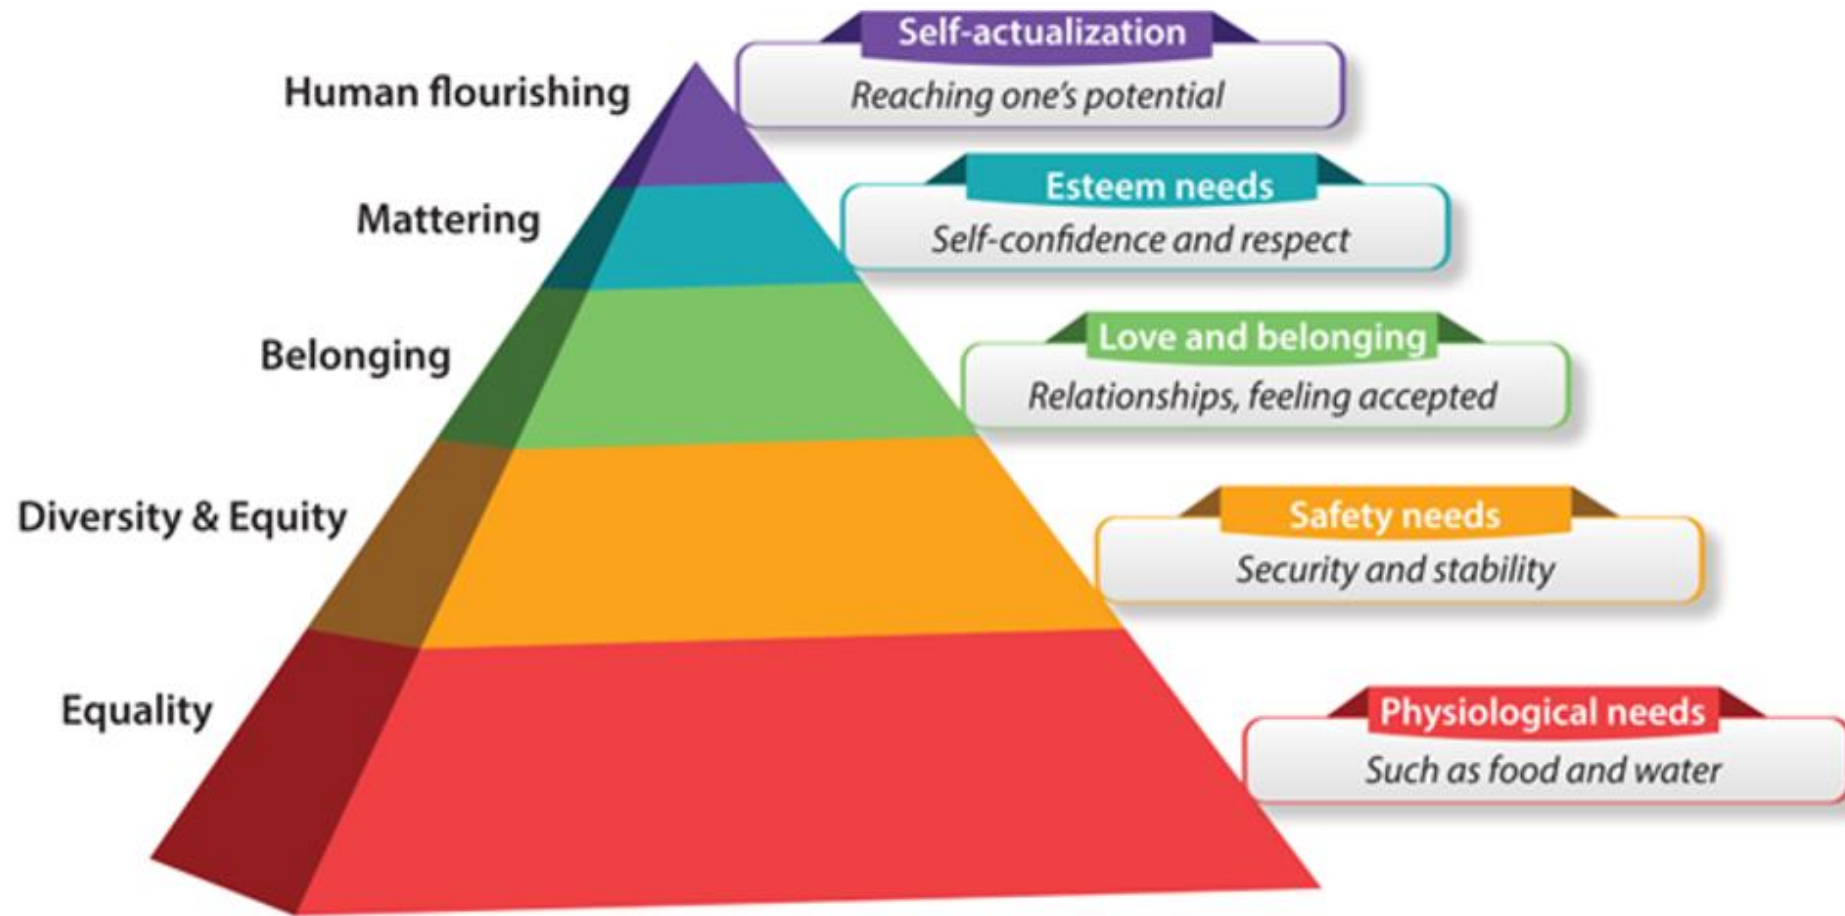 Human flourishing
Self-actualization
Reaching one's potential
Mattering
Esteem needs
Self-confidence and respect
Belonging
Love and belonging
Relationships, feeling accepted
Diversity & Equity
Safety needs
Security and stability
Equality
Physiological needs
Such as food and water